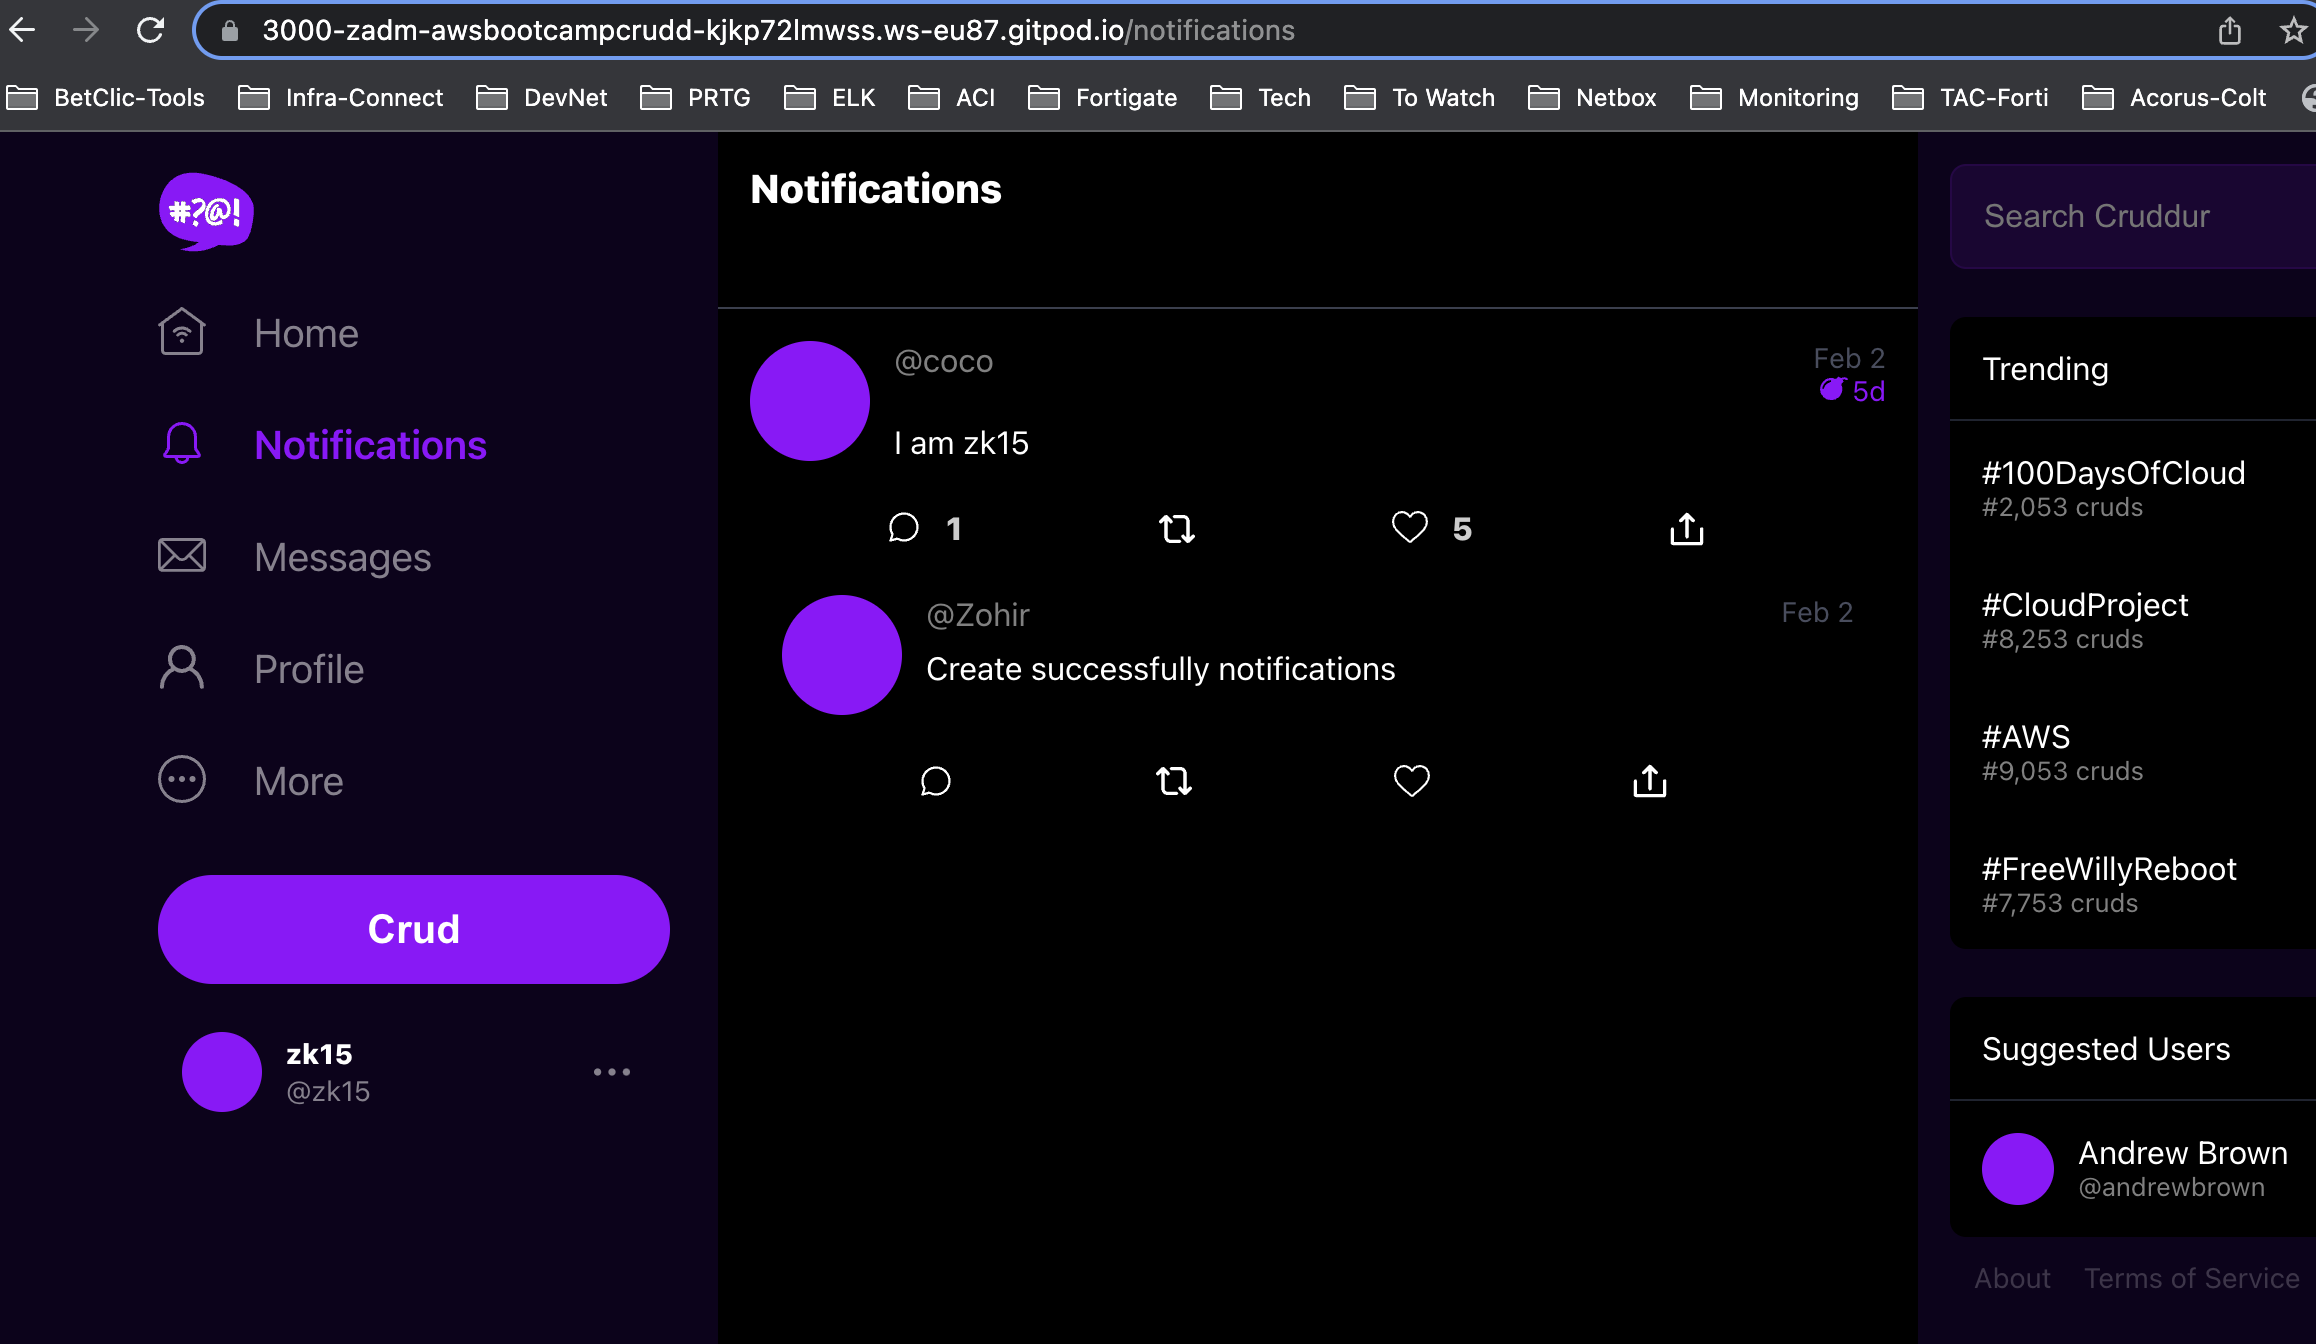 3000-zadm-awsbootcampcrudd-kjkp72lmwss.ws-eu87.gitpod.io/notifications
BetClic-Tools Infra-Connect DevNet PRTG ELK ACI Fortigate Tech To Watch Netbox Monitoring TAC-Forti Acorus-Colt
#?@!
Home
Notifications
Messages
Profile
More
Crud
zk15
@zk15
Notifications
@coco
Feb 2
5d
I am zk15
1
5
@Zohir
Feb 2
Create successfully notifications
Search Cruddur
Trending
#100DaysOfCloud
#2,053 cruds
#CloudProject
#8,253 cruds
#AWS
#9,053 cruds
#FreeWillyReboot
#7,753 cruds
Suggested Users
Andrew Brown
@andrewbrown
About Terms of Service